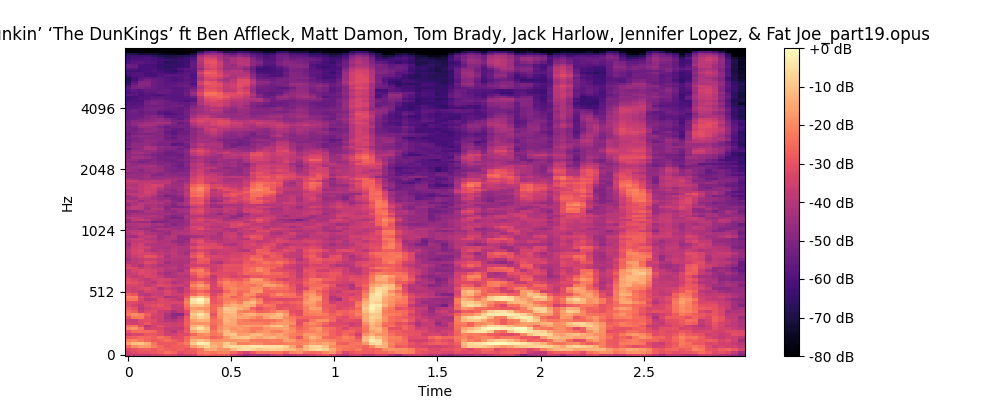 ‘The DunKings’ ft Ben Affleck, Matt Damon, Tom Brady, Jack Harlow, Jennifer Lopez, & Fat Joe_part19.opus
+0 dB
-10 dB
-20 dB
-30 dB
-40 dB
-50 dB
-60 dB
-70 dB
-80 dB
4096
2048
1024
512
0
Hz
0
0.5
1
1.5
2
2.5
Time